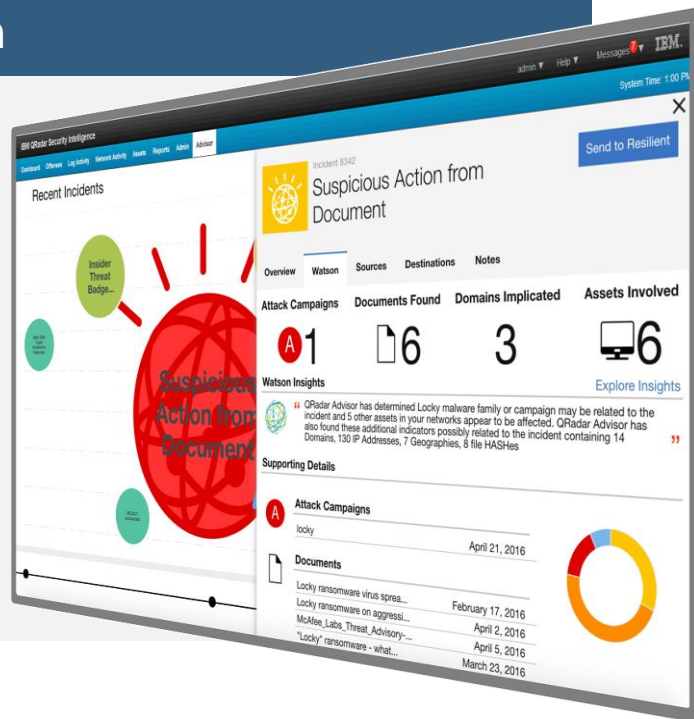 n
admin ▼ Help ▼ Messages 7 ▼ IBM.
IBM QRadar Security Intelligence
System Time: 1:00 PM
Dashboard Offenses Log Activity Network Activity Assets Reports Admin Advisor
Recent Incidents
Insider
Threat
Badge...
Suspicious
Action from
Document
X
Incident 8342
Suspicious Action from
Document
Send to Resilient
Overview Watson Sources Destinations Notes
Attack Campaigns Documents Found Domains Implicated Assets Involved
A 1 6 3 6
Watson Insights Explore Insights
“ QRadar Advisor has determined Locky malware family or campaign may be related to the
incident and 5 other assets in your networks appear to be affected. QRadar Advisor has
also found these additional indicators possibly related to the incident containing 14
Domains, 130 IP Addresses, 7 Geographies, 8 file HASHes ”
Supporting Details
A Attack Campaigns
locky April 21, 2016
Documents
Locky ransomware virus sprea... February 17, 2016
Locky ransomware on aggressi... April 2, 2016
McAfee_Labs_Threat_Advisory-... April 5, 2016
"Locky" ransomware - what... March 23, 2016